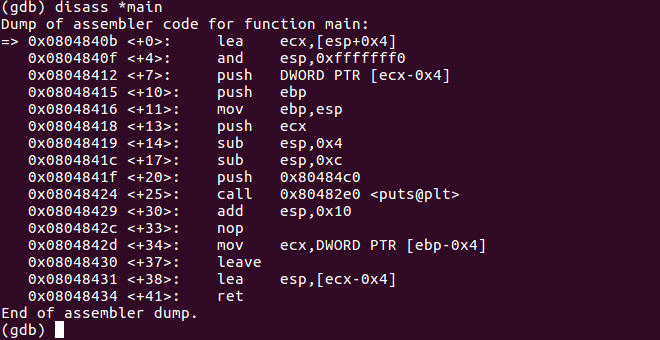 (gdb) disass *main
Dump of assembler code for function main:
=> 0x0804840b <+0>:     lea    ecx,[esp+0x4]
   0x0804840f <+4>:     and    esp,0xfffffff0
   0x08048412 <+7>:     push   DWORD PTR [ecx-0x4]
   0x08048415 <+10>:    push   ebp
   0x08048416 <+11>:    mov    ebp,esp
   0x08048418 <+13>:    push   ecx
   0x08048419 <+14>:    sub    esp,0x4
   0x0804841c <+17>:    sub    esp,0xc
   0x0804841f <+20>:    push   0x80484c0
   0x08048424 <+25>:    call   0x80482e0 <puts@plt>
   0x08048429 <+30>:    add    esp,0x10
   0x0804842c <+33>:    nop
   0x0804842d <+34>:    mov    ecx,DWORD PTR [ebp-0x4]
   0x08048430 <+37>:    leave
   0x08048431 <+38>:    lea    esp,[ecx-0x4]
   0x08048434 <+41>:    ret
End of assembler dump.
(gdb)